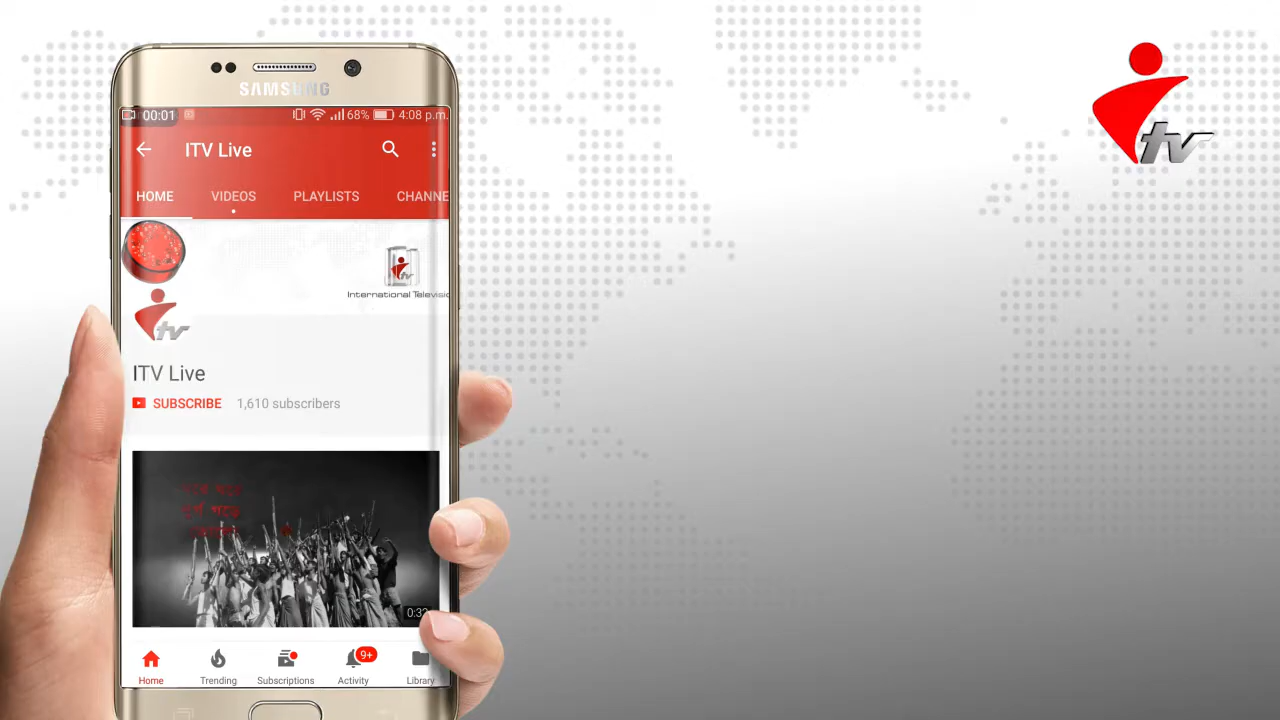 SAMSUNG
00:01 68% 4:08 p.m.
ITV Live
HOME VIDEOS PLAYLISTS CHANNE
International Televisio
tv
ITV Live
SUBSCRIBE 1,610 subscribers
0:32
9+
Home Trending Subscriptions Activity Library
tv